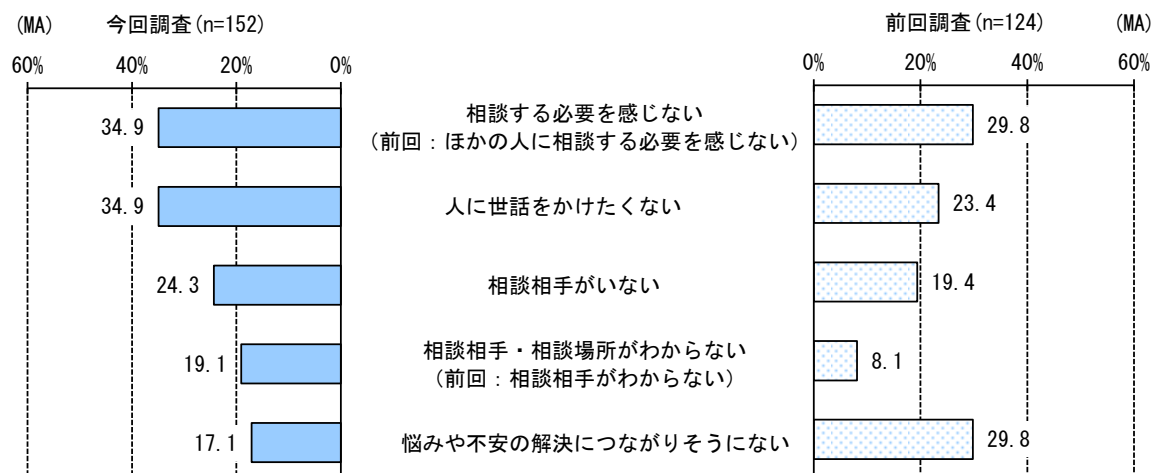 (MA) 今回調査(n=152) 前回調査(n=124) (MA)
60% 40% 20% 0% 0% 20% 40% 60%
相談する必要を感じない
34.9 (前回：ほかの人に相談する必要を感じない) 29.8
34.9 人に世話をかけたくない 23.4
24.3 相談相手がいない 19.4
相談相手・相談場所がわからない
19.1 (前回：相談相手がわからない) 8.1
17.1 悩みや不安の解決につながりそうにない 29.8